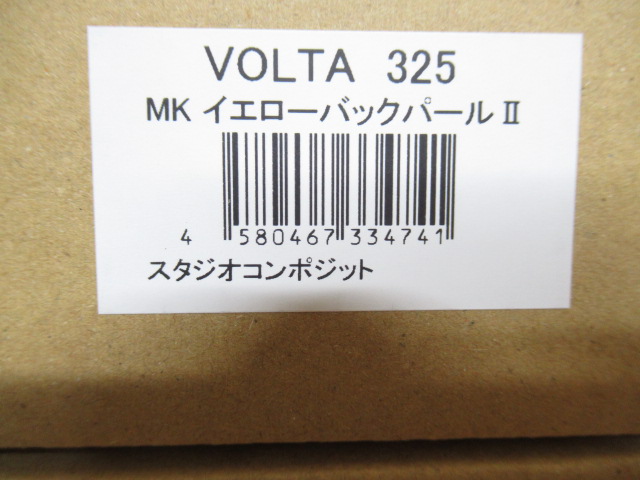 VOLTA 325
MK イエローバックパール Ⅱ
4 580467 334741
スタジオコンポジット